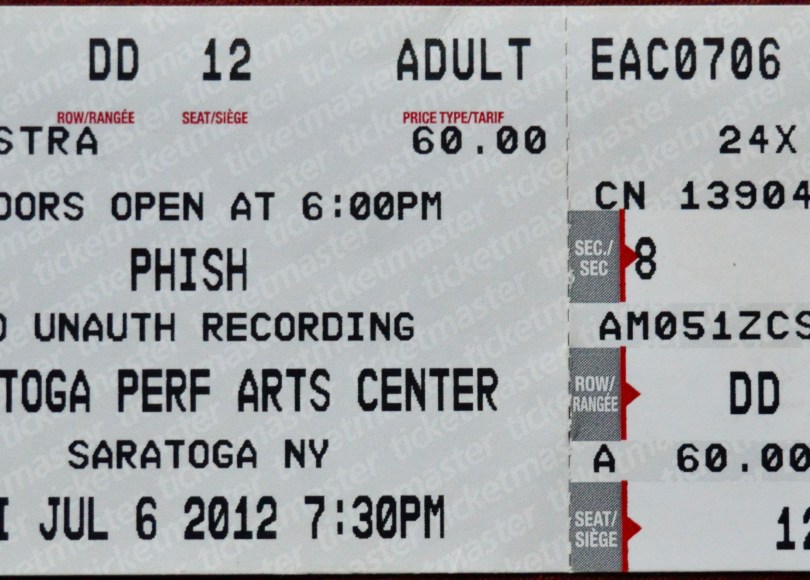 DD 12 ADULT
ROW/RANGÉE SEAT/SIÈGE PRICE TYPE/TARIF
STRA 60.00
OORS OPEN AT 6:00PM
PHISH
O UNAUTH RECORDING
TOGA PERF ARTS CENTER
SARATOGA NY
I JUL 6 2012 7:30PM
EAC0706
24X
CN 13904
SEC./
SEC
8
AM051ZCS
ROW/
RANGÉE
DD
A 60.00
SEAT/
SIÈGE
12
ticketmaster